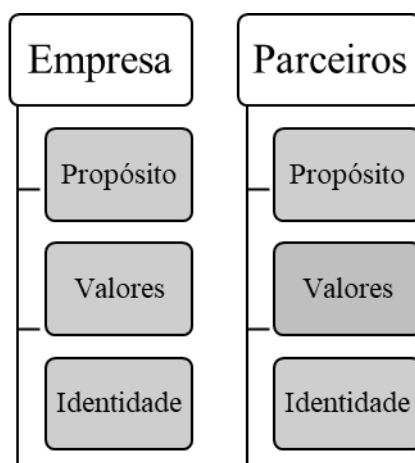 Empresa
Propósito
Valores
Identidade
Parceiros
Propósito
Valores
Identidade